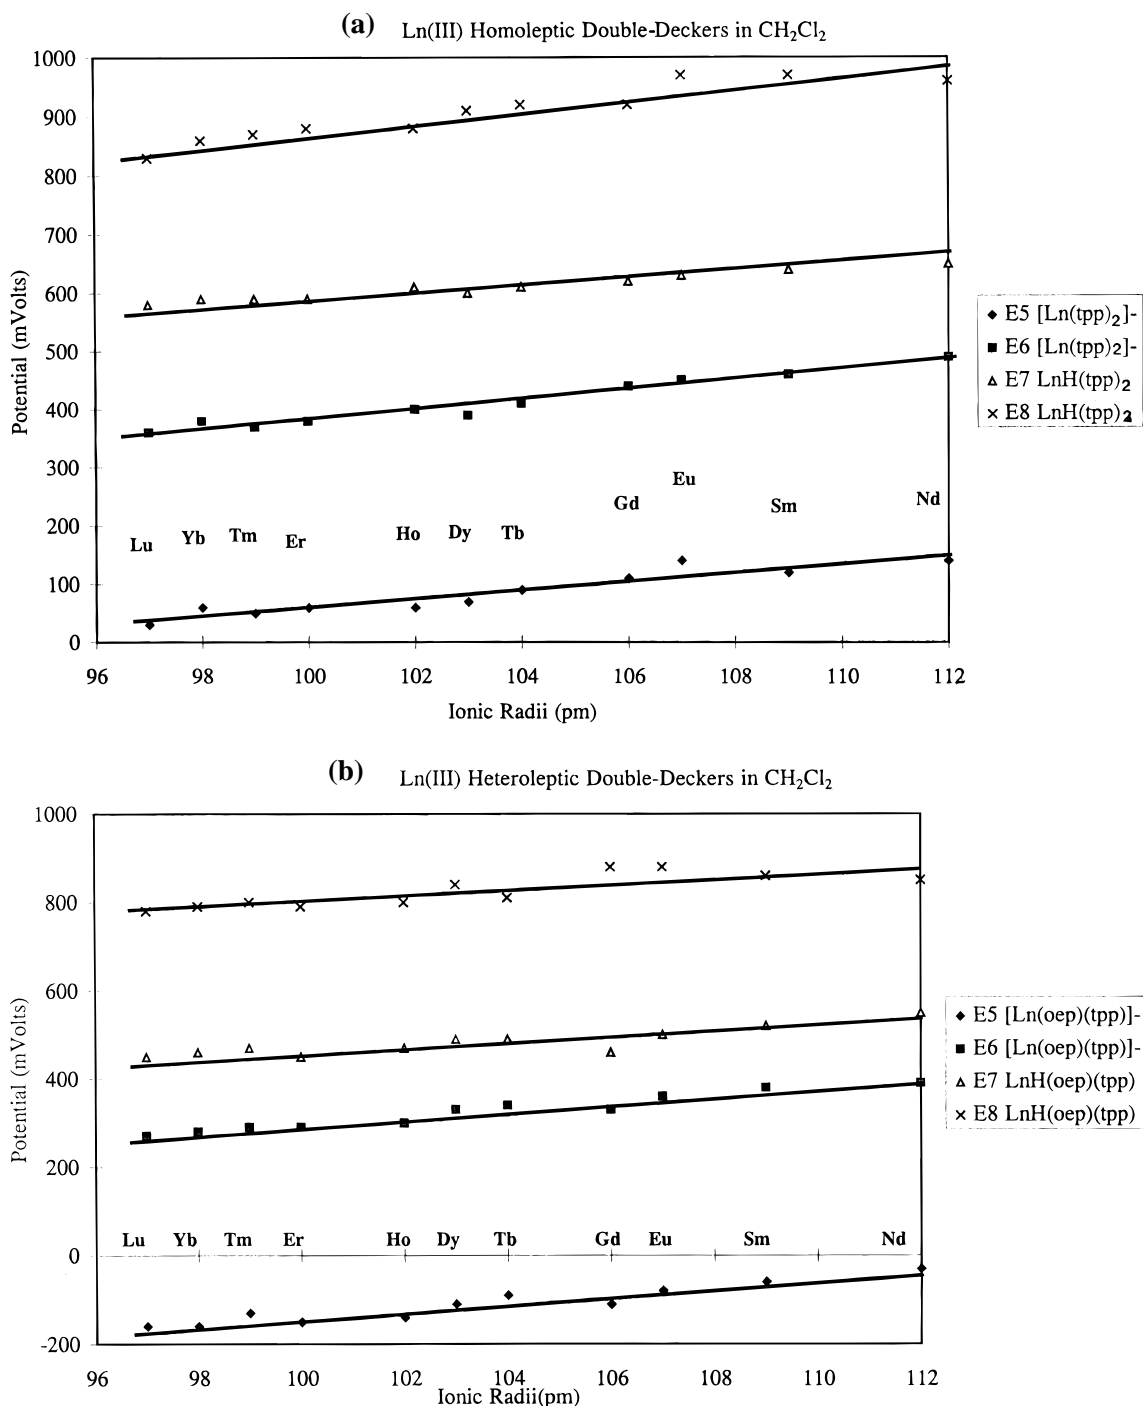 (a) Ln(III) Homoleptic Double-Deckers in CH₂Cl₂
1000
900
800
700
600
500
400
300
200
100
0
Potential (mVolts)
Lu Yb Tm Er Ho Dy Tb Gd Eu Sm Nd
96 98 100 102 104 106 108 110 112
Ionic Radii (pm)
E5 [Ln(tpp)₂]-
E6 [Ln(tpp)₂]-
E7 LnH(tpp)₂
E8 LnH(tpp)₂
(b) Ln(III) Heteroleptic Double-Deckers in CH₂Cl₂
1000
800
600
400
200
0
-200
Potential (mVolts)
Lu Yb Tm Er Ho Dy Tb Gd Eu Sm Nd
96 98 100 102 104 106 108 110 112
Ionic Radii(pm)
E5 [Ln(oep)(tpp)]-
E6 [Ln(oep)(tpp)]-
E7 LnH(oep)(tpp)
E8 LnH(oep)(tpp)